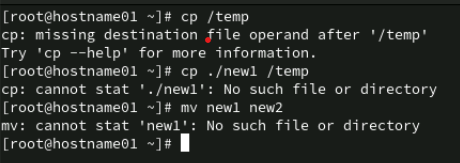 [root@hostname01 ~]# cp /temp
cp: missing destination file operand after '/temp'
Try 'cp --help' for more information.
[root@hostname01 ~]# cp ./new1 /temp
cp: cannot stat './new1': No such file or directory
[root@hostname01 ~]# mv new1 new2
mv: cannot stat 'new1': No such file or directory
[root@hostname01 ~]#